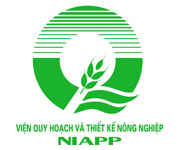 VIỆN QUY HOẠCH VÀ THIẾT KẾ NÔNG NGHIỆP
NIAPP